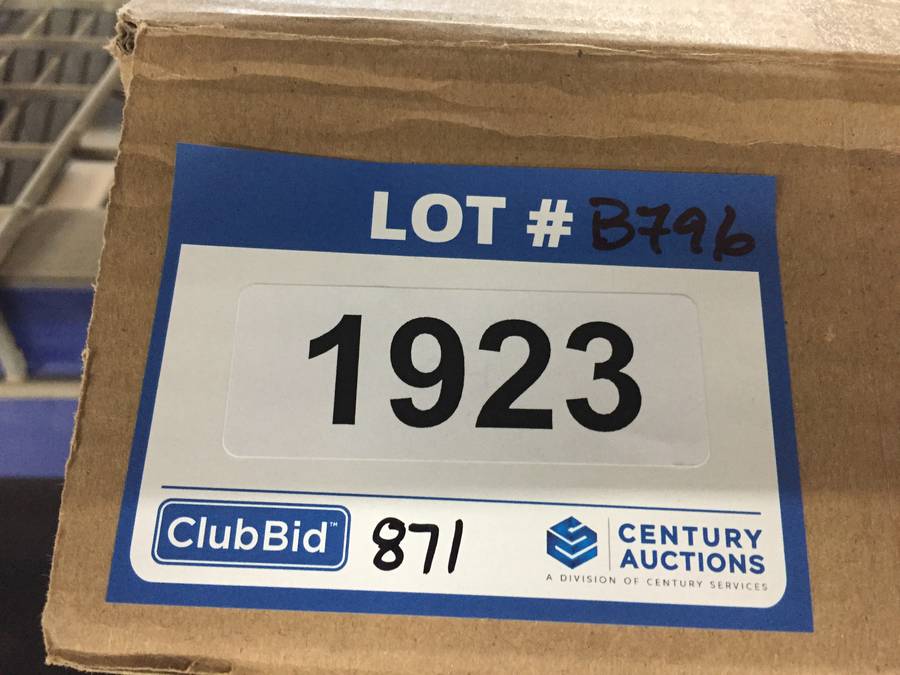 LOT # B796
1923
ClubBid™ 871
CENTURY
AUCTIONS
A DIVISION OF CENTURY SERVICES